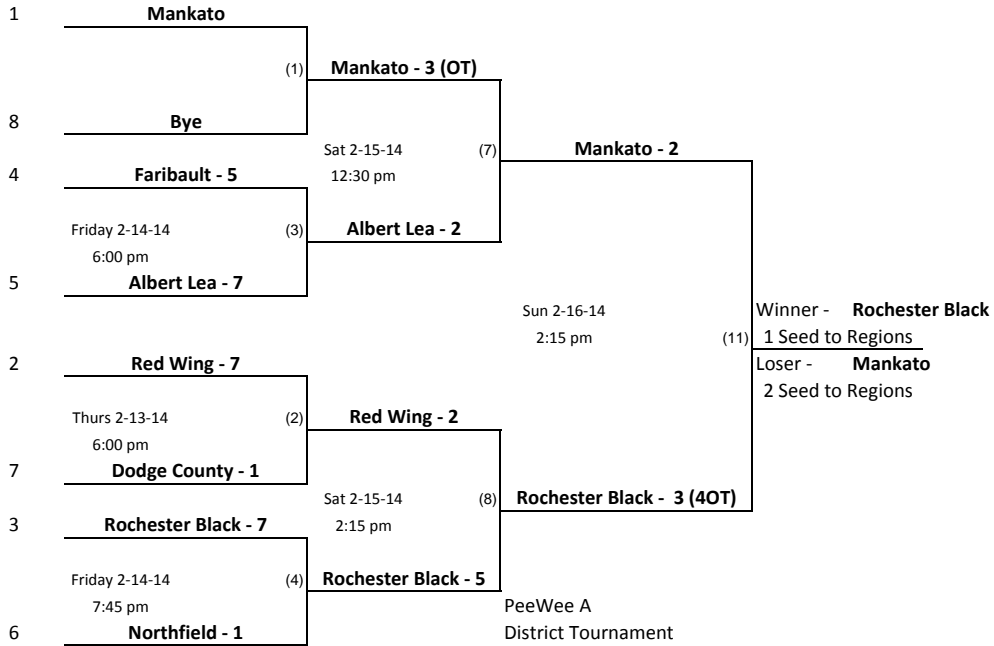 1 Mankato
(1) Mankato - 3 (OT)
8 Bye
Sat 2-15-14 (7) Mankato - 2
4 Faribault - 5 12:30 pm
Friday 2-14-14 (3) Albert Lea - 2
6:00 pm
5 Albert Lea - 7
Sun 2-16-14 Winner - Rochester Black
2:15 pm (11) 1 Seed to Regions
2 Red Wing - 7 Loser - Mankato
2 Seed to Regions
Thurs 2-13-14 (2) Red Wing - 2
6:00 pm
7 Dodge County - 1
Sat 2-15-14 (8) Rochester Black - 3 (4OT)
3 Rochester Black - 7 2:15 pm
Friday 2-14-14 (4) Rochester Black - 5
7:45 pm PeeWee A
6 Northfield - 1 District Tournament